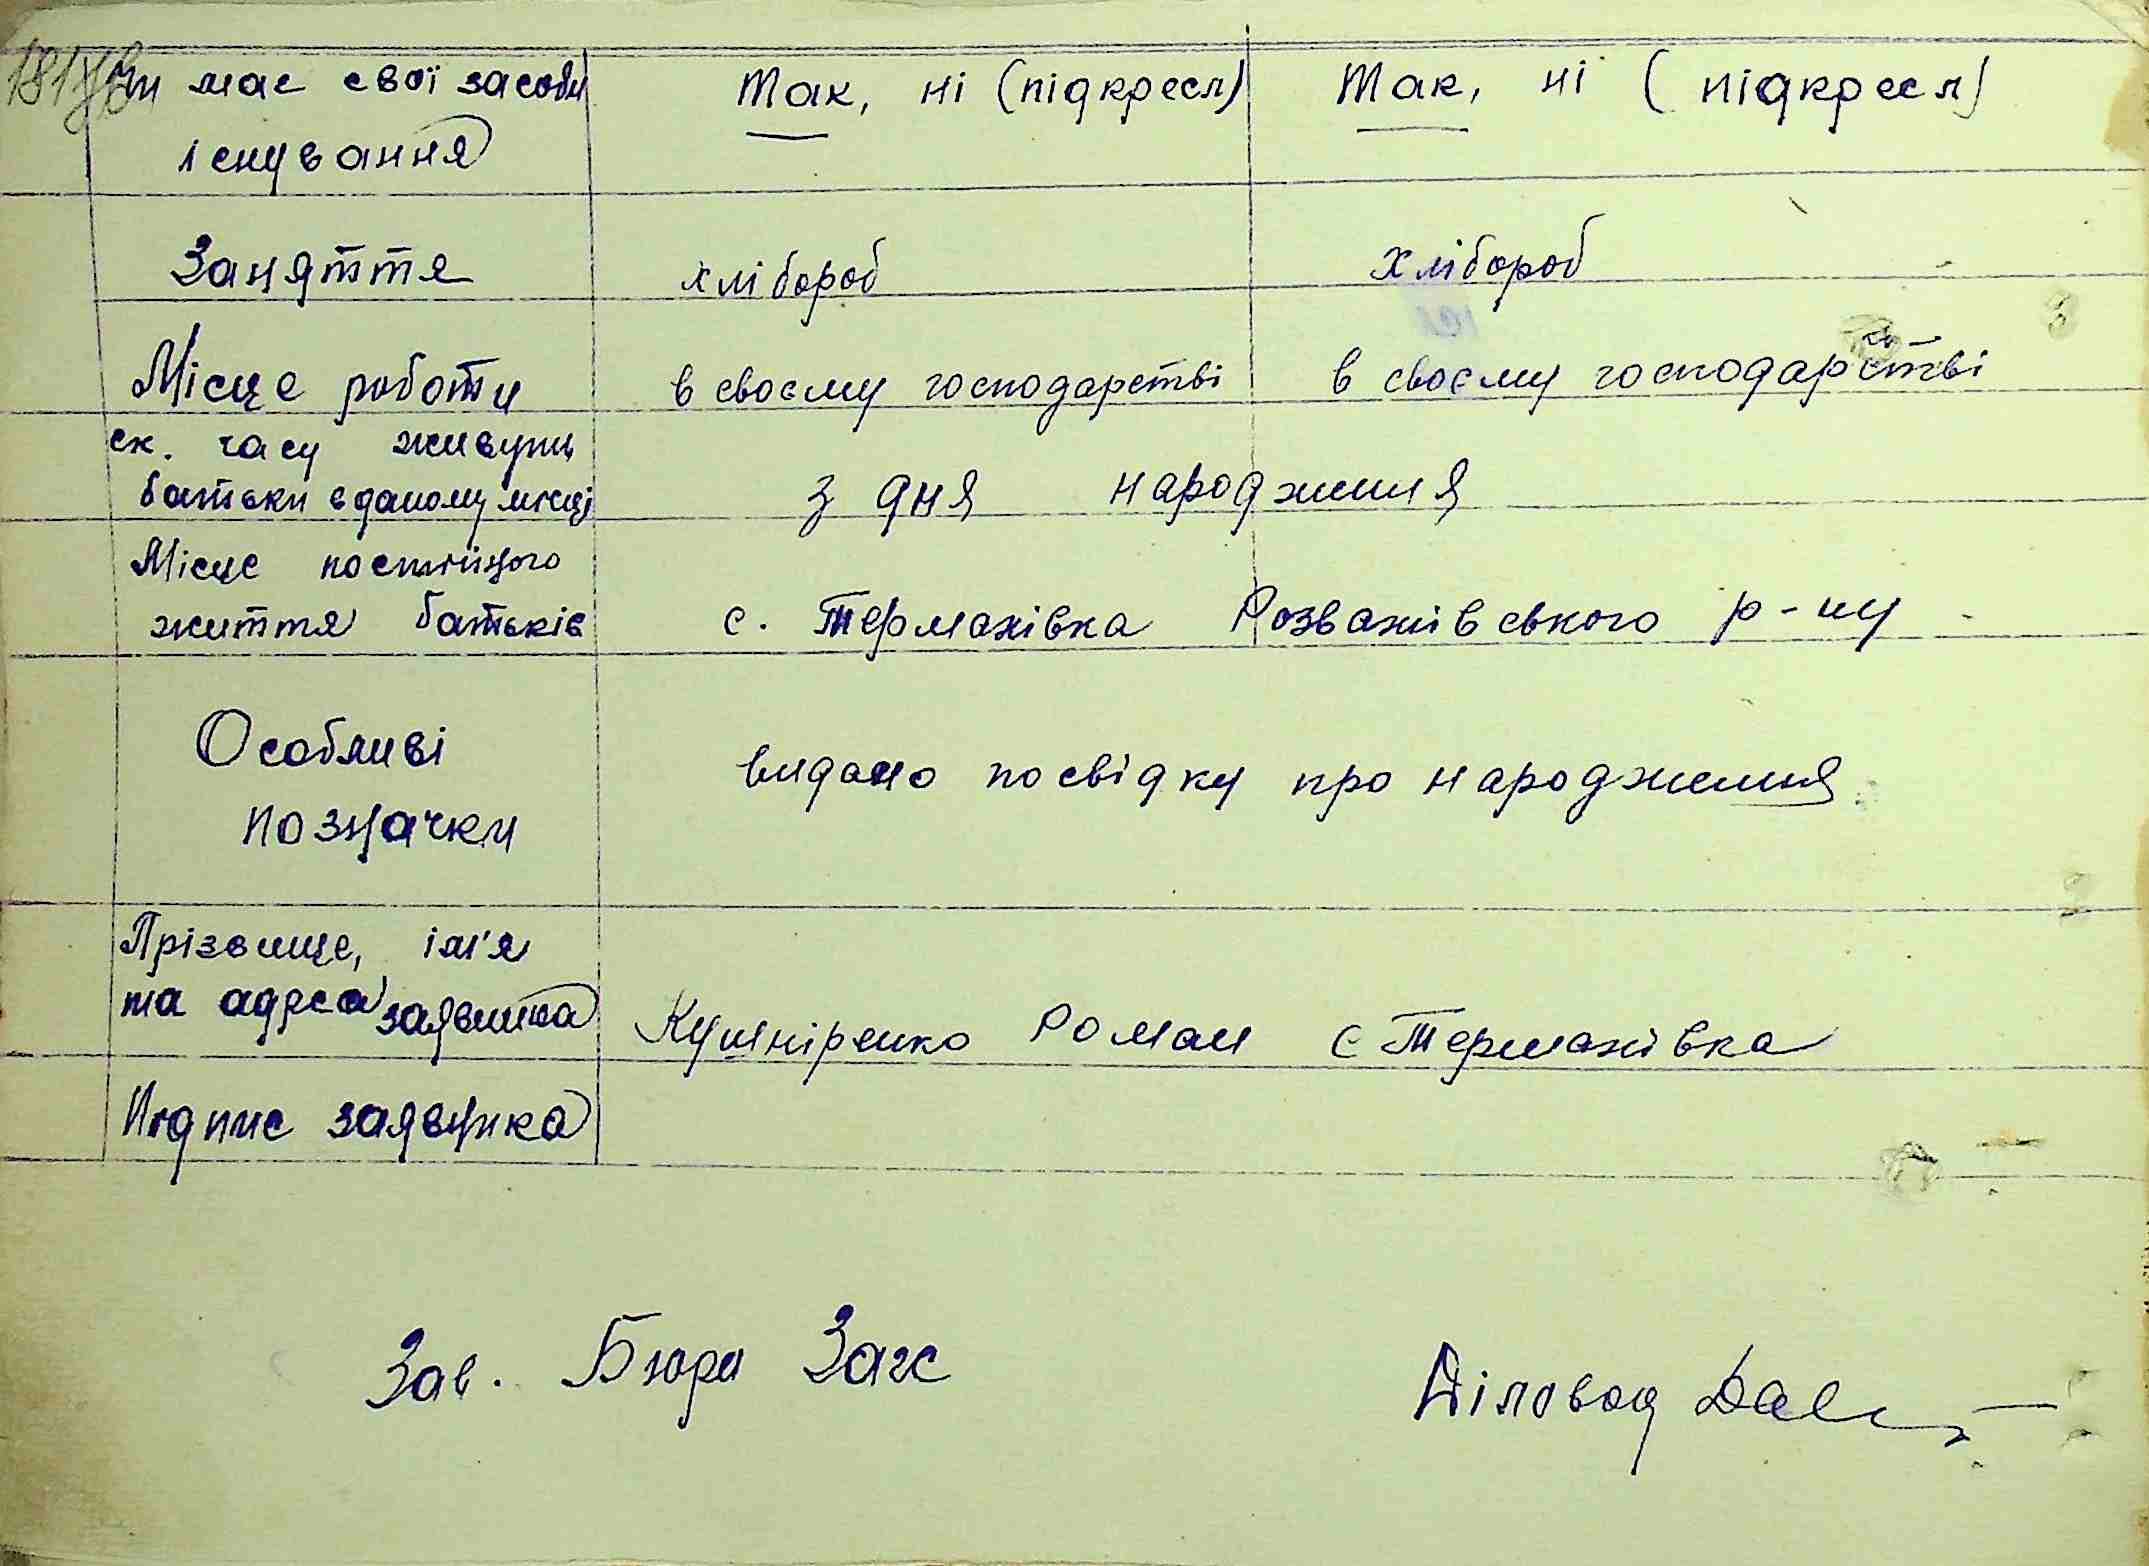 Чи має свої засоби Так, ні (підкресл) Так, ні (підкресл)
існування
Заняття хлібороб хлібороб
Місце роботи в своєму господарстві в своєму господарстві
ск. часу живуть
батьки в даному місці з дня народження
Місце постійного
життя батьків с. Термахівка Розважівського р-ну
Особливі
позначки видано посвідку про народження
Прізвище, ім'я
та адреса заявника Кушніренко Роман с Термахівка
Підпис заявника
Зав. Бюра Загс Діловод